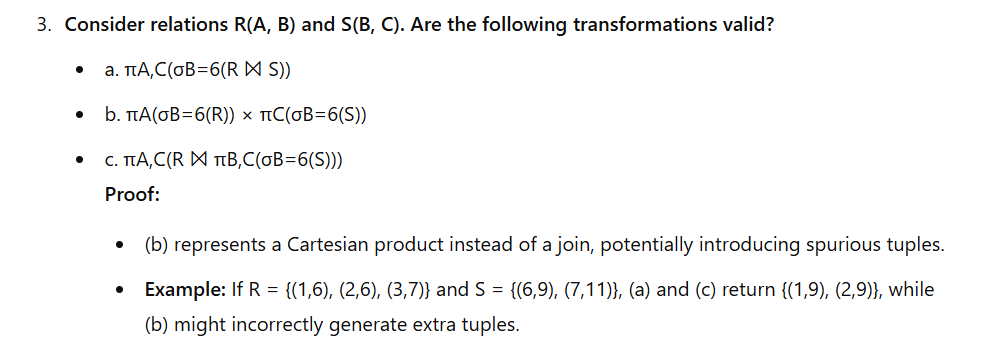 3. Consider relations R(A, B) and S(B, C). Are the following transformations valid?
• a. πA,C(σB=6(R ⋈ S))
• b. πA(σB=6(R)) × πC(σB=6(S))
• c. πA,C(R ⋈ πB,C(σB=6(S)))
Proof:
• (b) represents a Cartesian product instead of a join, potentially introducing spurious tuples.
• Example: If R = {(1,6), (2,6), (3,7)} and S = {(6,9), (7,11)}, (a) and (c) return {(1,9), (2,9)}, while
(b) might incorrectly generate extra tuples.